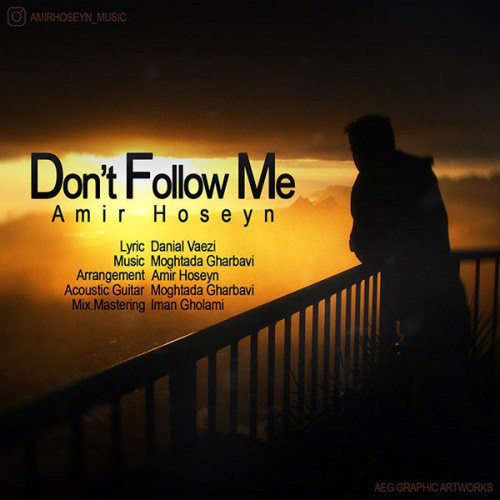 AMIRHOSEYN_MUSIC
Don't Follow Me
Amir Hoseyn
Lyric Danial Vaezi
Music Moghtada Gharbavi
Arrangement Amir Hoseyn
Acoustic Guitar Moghtada Gharbavi
Mix.Mastering Iman Gholami
AEG GRAPHIC ARTWORKS